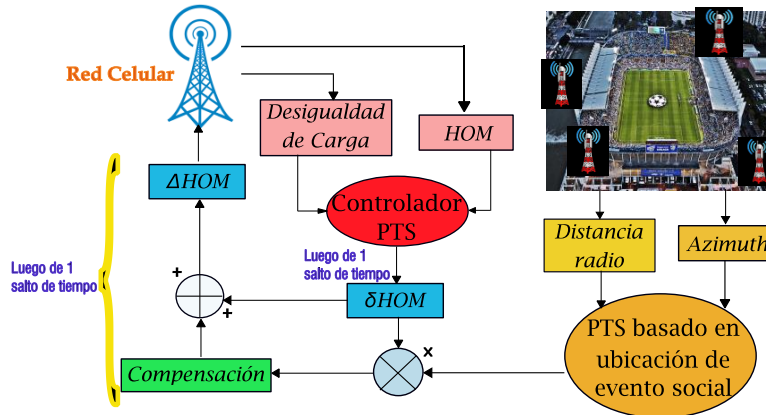 Red Celular
Desigualdad
de Carga
HOM
ΔHOM
Controlador
PTS
Distancia
radio
Azimuth
Luego de 1
salto de tiempo
Luego de 1
salto de tiempo
+
+
δHOM
x
PTS basado en
ubicación de
evento social
Compensación